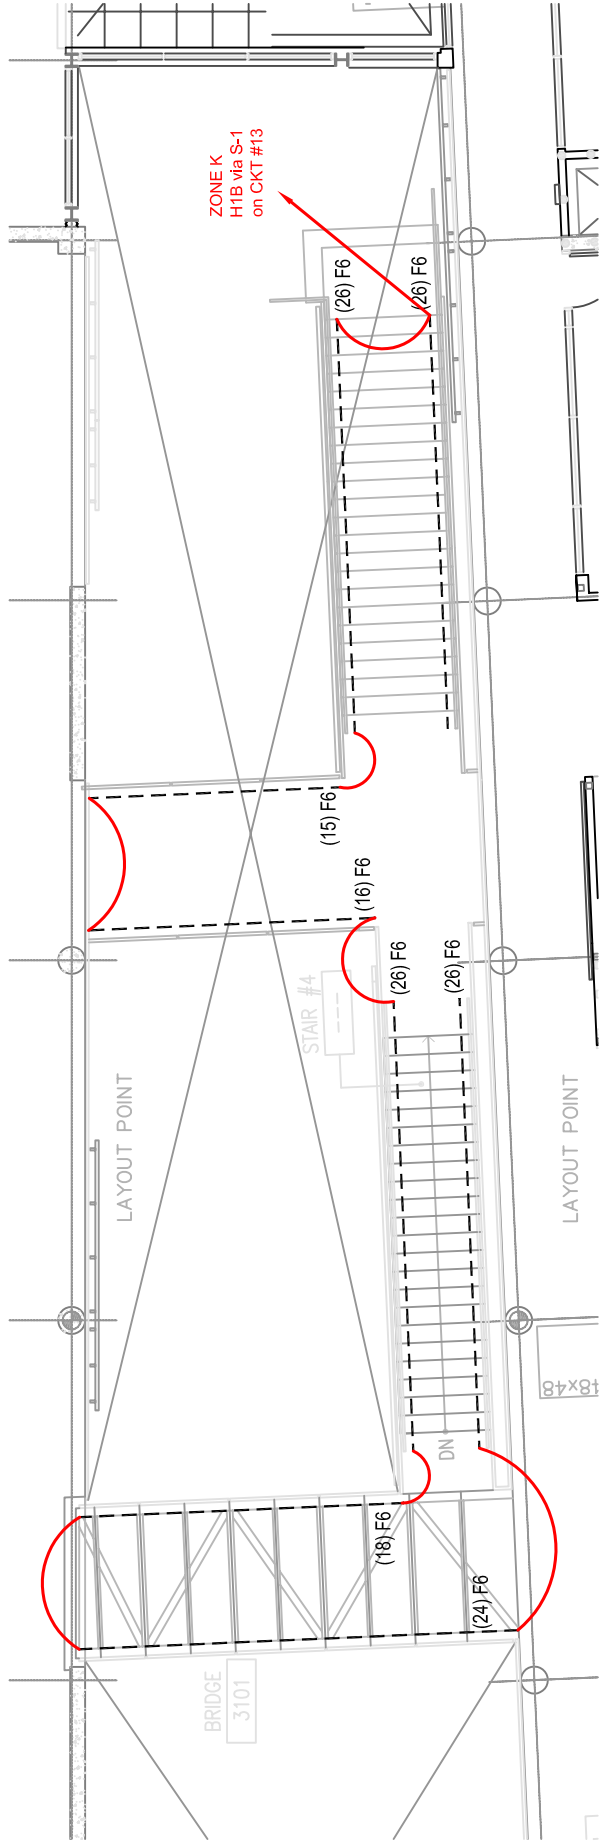 ZONE K
H1B via S-1
on CKT #13
(26) F6
(26) F6
(15) F6
(16) F6
(26) F6
(26) F6
STAIR #4
LAYOUT POINT
LAYOUT POINT
48x48
DN
(18) F6
(24) F6
BRIDGE
3101